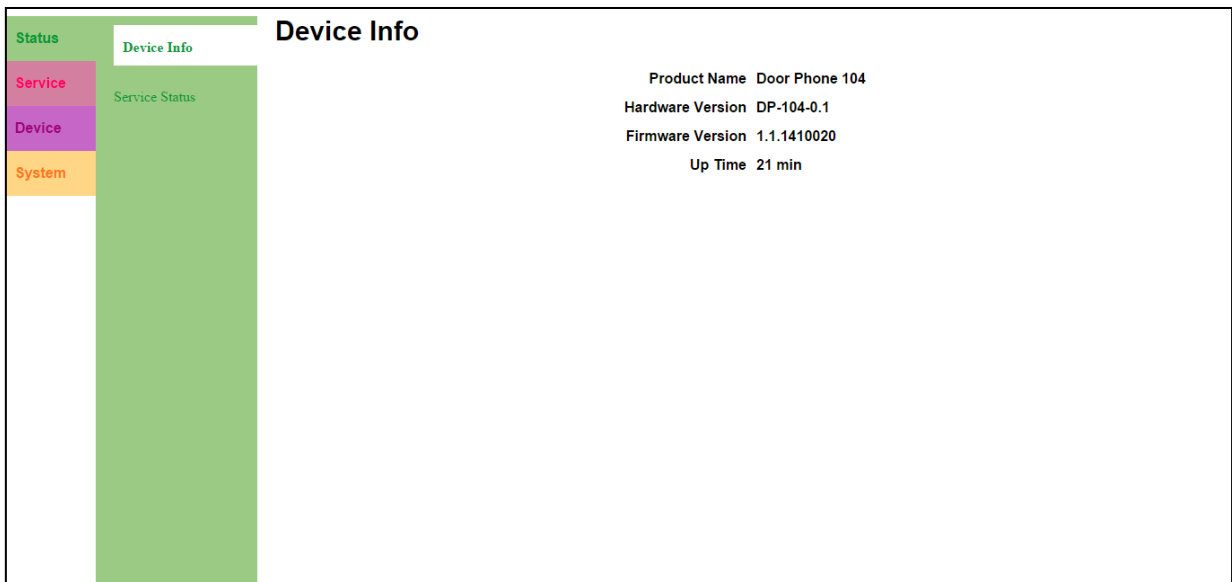 Status
Service
Device
System
Device Info
Service Status
Device Info
Product Name Door Phone 104
Hardware Version DP-104-0.1
Firmware Version 1.1.1410020
Up Time 21 min